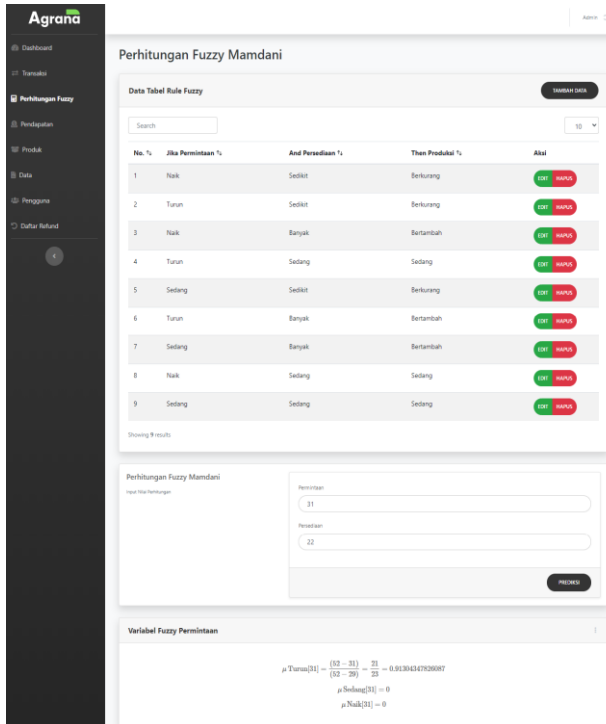 Agrana
Admin
Dashboard
Transaksi
Perhitungan Fuzzy
Pendapatan
Produk
Data
Pengguna
Daftar Refund
Perhitungan Fuzzy Mamdani
Data Tabel Rule Fuzzy
TAMBAH DATA
Search
10
No. Jika Permintaan And Persediaan Then Produksi Aksi
1 Naik Sedikit Berkurang EDIT HAPUS
2 Turun Sedikit Berkurang EDIT HAPUS
3 Naik Banyak Bertambah EDIT HAPUS
4 Turun Sedang Sedang EDIT HAPUS
5 Sedang Sedikit Berkurang EDIT HAPUS
6 Turun Banyak Bertambah EDIT HAPUS
7 Sedang Banyak Bertambah EDIT HAPUS
8 Naik Sedang Sedang EDIT HAPUS
9 Sedang Sedang Sedang EDIT HAPUS
Showing 9 results
Perhitungan Fuzzy Mamdani
Input Nilai Perhitungan
Permintaan
31
Persediaan
22
PREDIKSI
Variabel Fuzzy Permintaan
μ Turun[31] = (52 − 31) / (52 − 29) = 21 / 23 = 0.91304347826087
μ Sedang[31] = 0
μ Naik[31] = 0